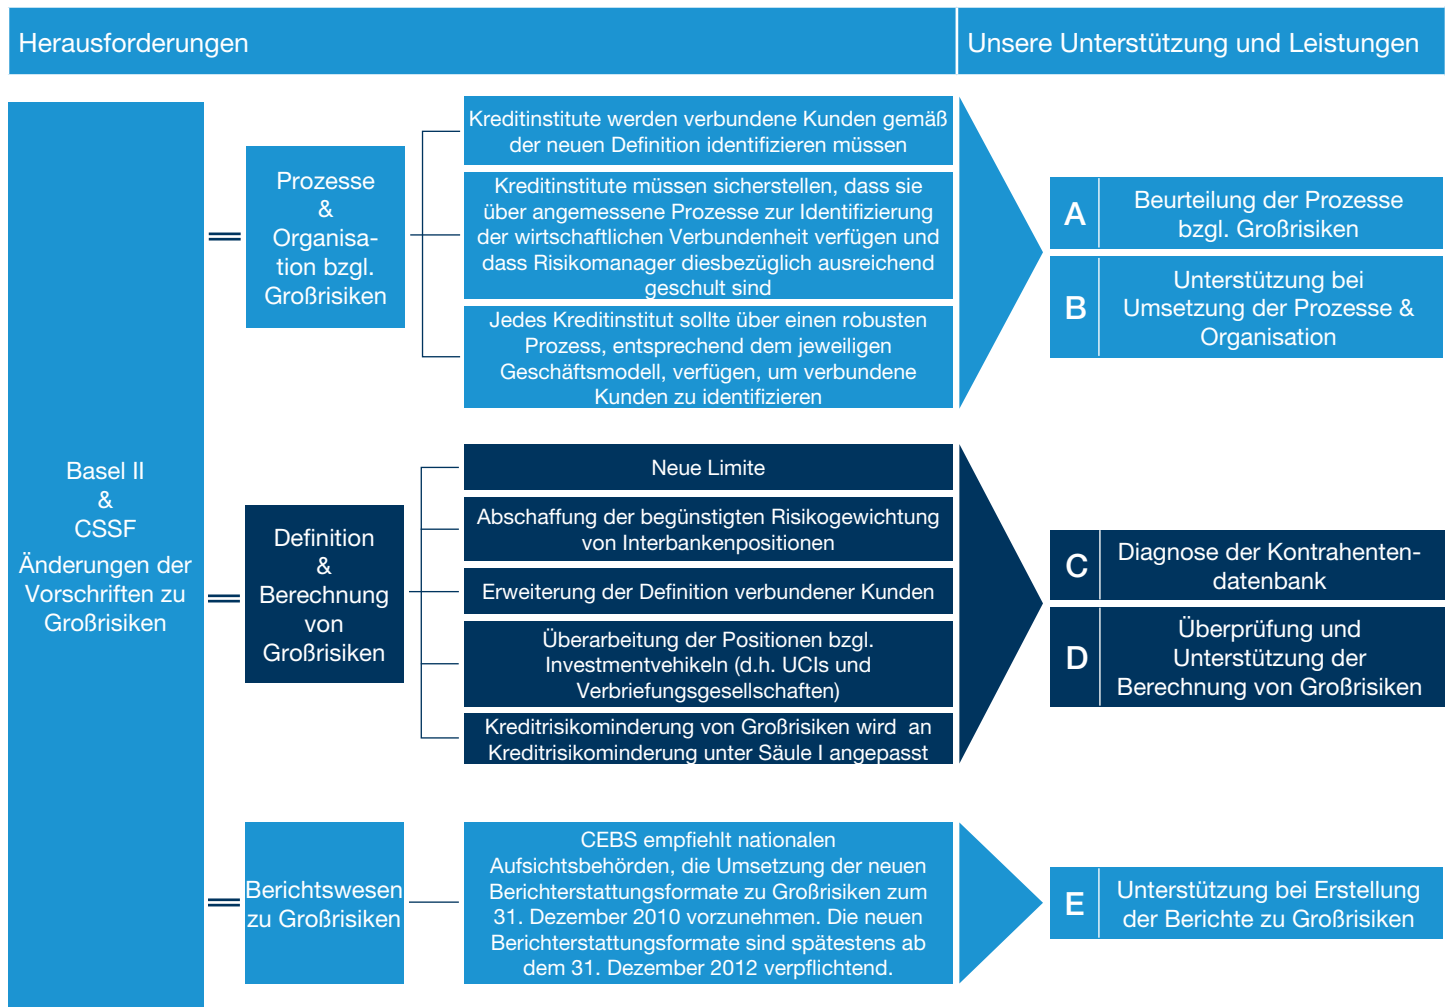 Herausforderungen
Unsere Unterstützung und Leistungen
Basel II
&
CSSF
Änderungen der
Vorschriften zu
Großrisiken
Prozesse
&
Organisa-
tion bzgl.
Großrisiken
Kreditinstitute werden verbundene Kunden gemäß
der neuen Definition identifizieren müssen
Kreditinstitute müssen sicherstellen, dass sie
über angemessene Prozesse zur Identifizierung
der wirtschaftlichen Verbundenheit verfügen und
dass Risikomanager diesbezüglich ausreichend
geschult sind
Jedes Kreditinstitut sollte über einen robusten
Prozess, entsprechend dem jeweiligen
Geschäftsmodell, verfügen, um verbundene
Kunden zu identifizieren
A
Beurteilung der Prozesse
bzgl. Großrisiken
B
Unterstützung bei
Umsetzung der Prozesse &
Organisation
Definition
&
Berechnung
von
Großrisiken
Neue Limite
Abschaffung der begünstigten Risikogewichtung
von Interbankenpositionen
Erweiterung der Definition verbundener Kunden
Überarbeitung der Positionen bzgl.
Investmentvehikeln (d.h. UCIs und
Verbriefungsgesellschaften)
Kreditrisikominderung von Großrisiken wird an
Kreditrisikominderung unter Säule I angepasst
C
Diagnose der Kontrahenten-
datenbank
D
Überprüfung und
Unterstützung der
Berechnung von Großrisiken
Berichtswesen
zu Großrisiken
CEBS empfiehlt nationalen
Aufsichtsbehörden, die Umsetzung der neuen
Berichterstattungsformate zu Großrisiken zum
31. Dezember 2010 vorzunehmen. Die neuen
Berichterstattungsformate sind spätestens ab
dem 31. Dezember 2012 verpflichtend.
E
Unterstützung bei Erstellung
der Berichte zu Großrisiken